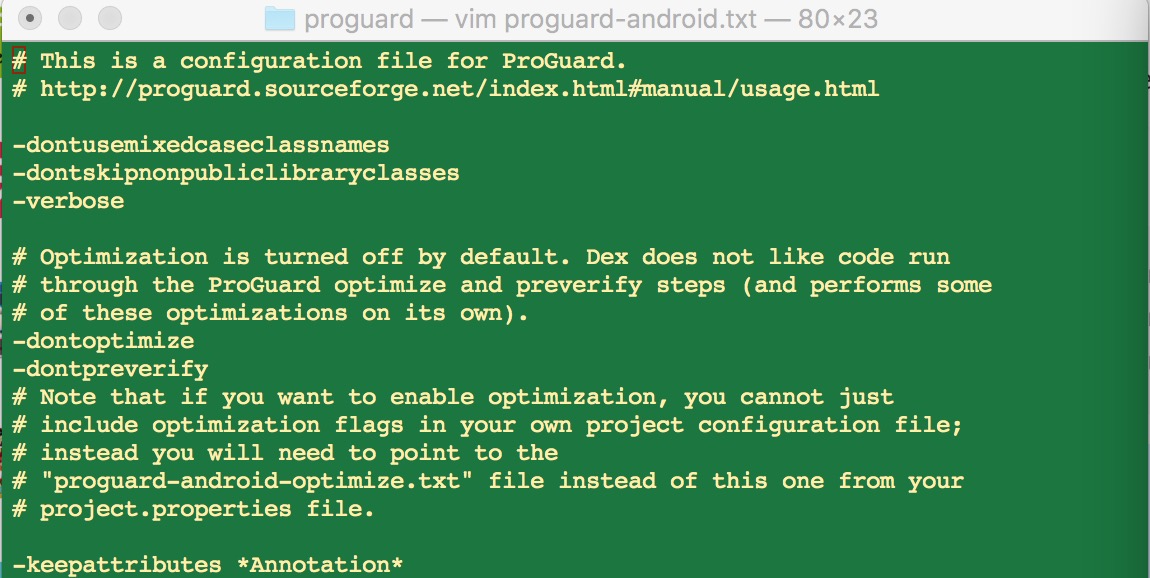 proguard — vim proguard-android.txt — 80×23
# This is a configuration file for ProGuard.
# http://proguard.sourceforge.net/index.html#manual/usage.html
-dontusemixedcaseclassnames
-dontskipnonpubliclibraryclasses
-verbose
# Optimization is turned off by default. Dex does not like code run
# through the ProGuard optimize and preverify steps (and performs some
# of these optimizations on its own).
-dontoptimize
-dontpreverify
# Note that if you want to enable optimization, you cannot just
# include optimization flags in your own project configuration file;
# instead you will need to point to the
# "proguard-android-optimize.txt" file instead of this one from your
# project.properties file.
-keepattributes *Annotation*